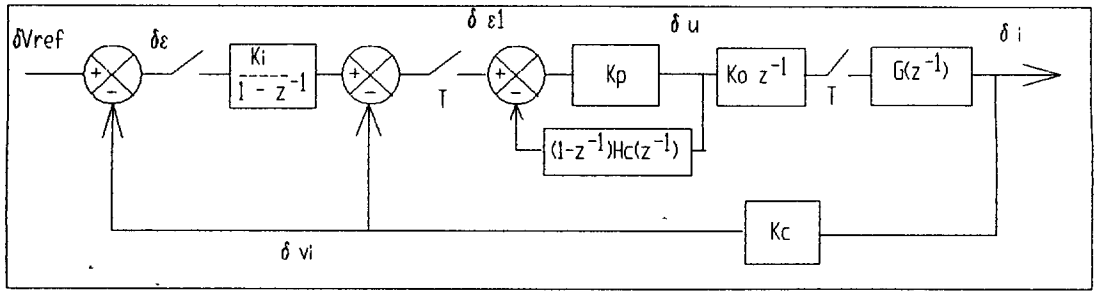 δVref
δε
δ ε1
δ u
δ i
+
−
Ki
1 - z⁻¹
+
−
T
+
−
Kp
Ko z⁻¹
T
G(z⁻¹)
(1-z⁻¹)Hc(z⁻¹)
Kc
δ vi